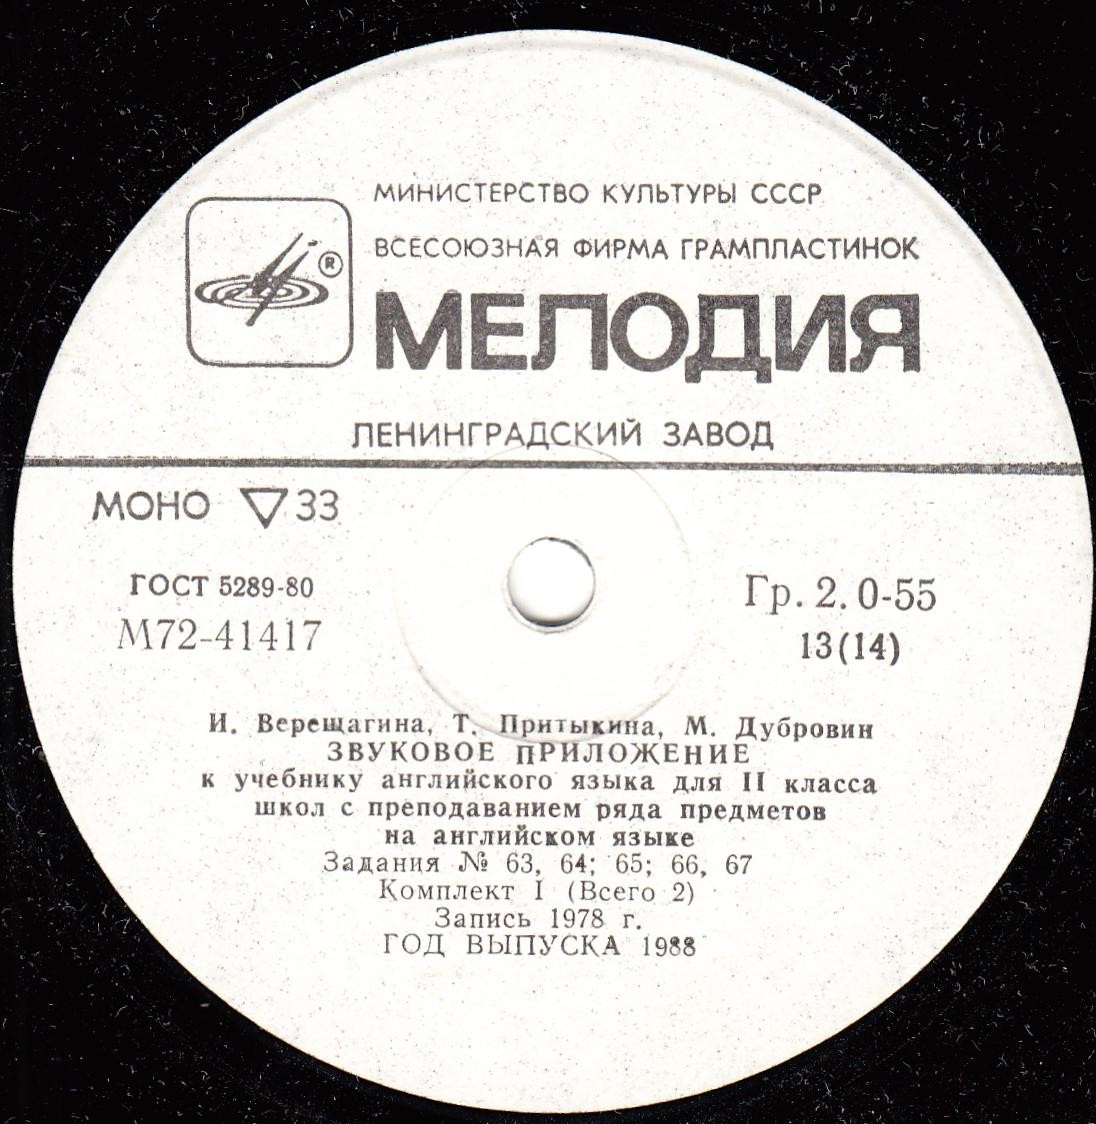 МИНИСТЕРСТВО КУЛЬТУРЫ СССР
ВСЕСОЮЗНАЯ ФИРМА ГРАМПЛАСТИНОК
®
МЕЛОДИЯ
ЛЕНИНГРАДСКИЙ ЗАВОД
МОНО ▽ 33
ГОСТ 5289-80
М72-41417
Гр. 2. 0-55
13(14)
И. Верещагина, Т. Притыкина, М. Дубровин
ЗВУКОВОЕ ПРИЛОЖЕНИЕ
к учебнику английского языка для II класса
школ с преподаванием ряда предметов
на английском языке
Задания № 63, 64; 65; 66, 67
Комплект I (Всего 2)
Запись 1978 г.
ГОД ВЫПУСКА 1988